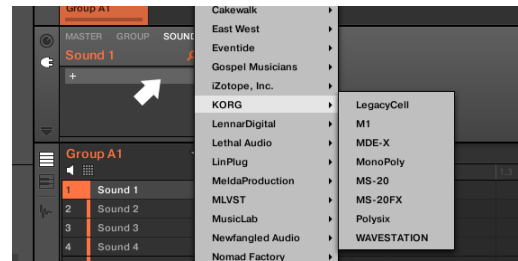 Group A1
MASTER GROUP SOUND
Sound 1
+
Group A1
1 Sound 1
2 Sound 2
3 Sound 3
4 Sound 4
Cakewalk
East West
Eventide
Gospel Musicians
iZotope, Inc.
KORG
LennarDigital
Lethal Audio
LinPlug
MeldaProduction
MLVST
MusicLab
Newfangled Audio
Nomad Factory
LegacyCell
M1
MDE-X
MonoPoly
MS-20
MS-20FX
Polysix
WAVESTATION
1.3